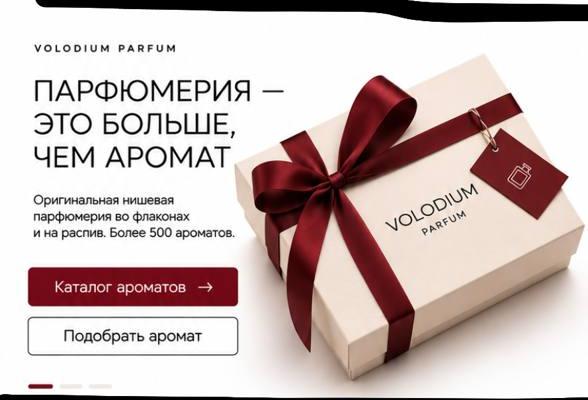 VOLODIUM PARFUM
ПАРФЮМЕРИЯ —
ЭТО БОЛЬШЕ,
ЧЕМ АРОМАТ
Оригинальная нишевая
парфюмерия во флаконах
и на распив. Более 500 ароматов.
Каталог ароматов →
Подобрать аромат
VOLODIUM
PARFUM